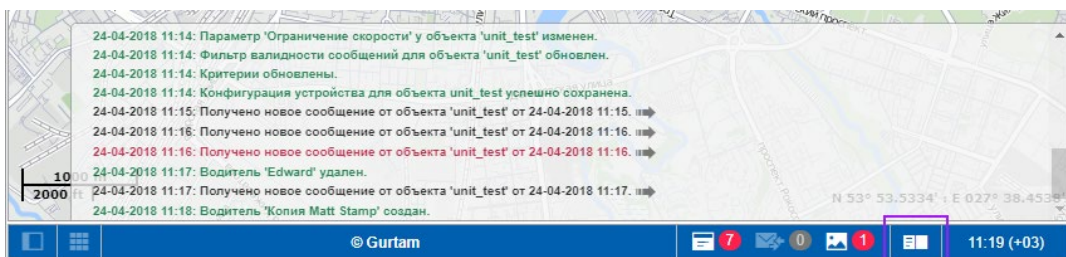 24-04-2018 11:14: Параметр 'Ограничение скорости' у объекта 'unit_test' изменен.
24-04-2018 11:14: Фильтр валидности сообщений для объекта 'unit_test' обновлен.
24-04-2018 11:14: Критерии обновлены.
24-04-2018 11:14: Конфигурация устройства для объекта unit_test успешно сохранена.
24-04-2018 11:15: Получено новое сообщение от объекта 'unit_test' от 24-04-2018 11:15.
24-04-2018 11:16: Получено новое сообщение от объекта 'unit_test' от 24-04-2018 11:16.
24-04-2018 11:16: Получено новое сообщение от объекта 'unit_test' от 24-04-2018 11:16.
24-04-2018 11:17: Водитель 'Edward' удален.
24-04-2018 11:17: Получено новое сообщение от объекта 'unit_test' от 24-04-2018 11:17.
24-04-2018 11:18: Водитель 'Копия Matt Stamp' создан.
2000 ft
N 53° 53.5334' : E 027° 38.4538'
© Gurtam
7 0 1 11:19 (+03)